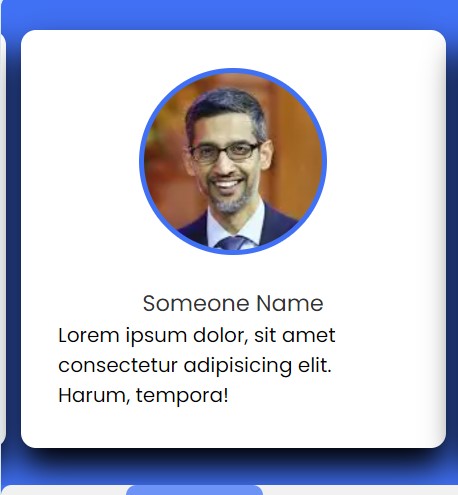 Someone Name
Lorem ipsum dolor, sit amet
consectetur adipisicing elit.
Harum, tempora!